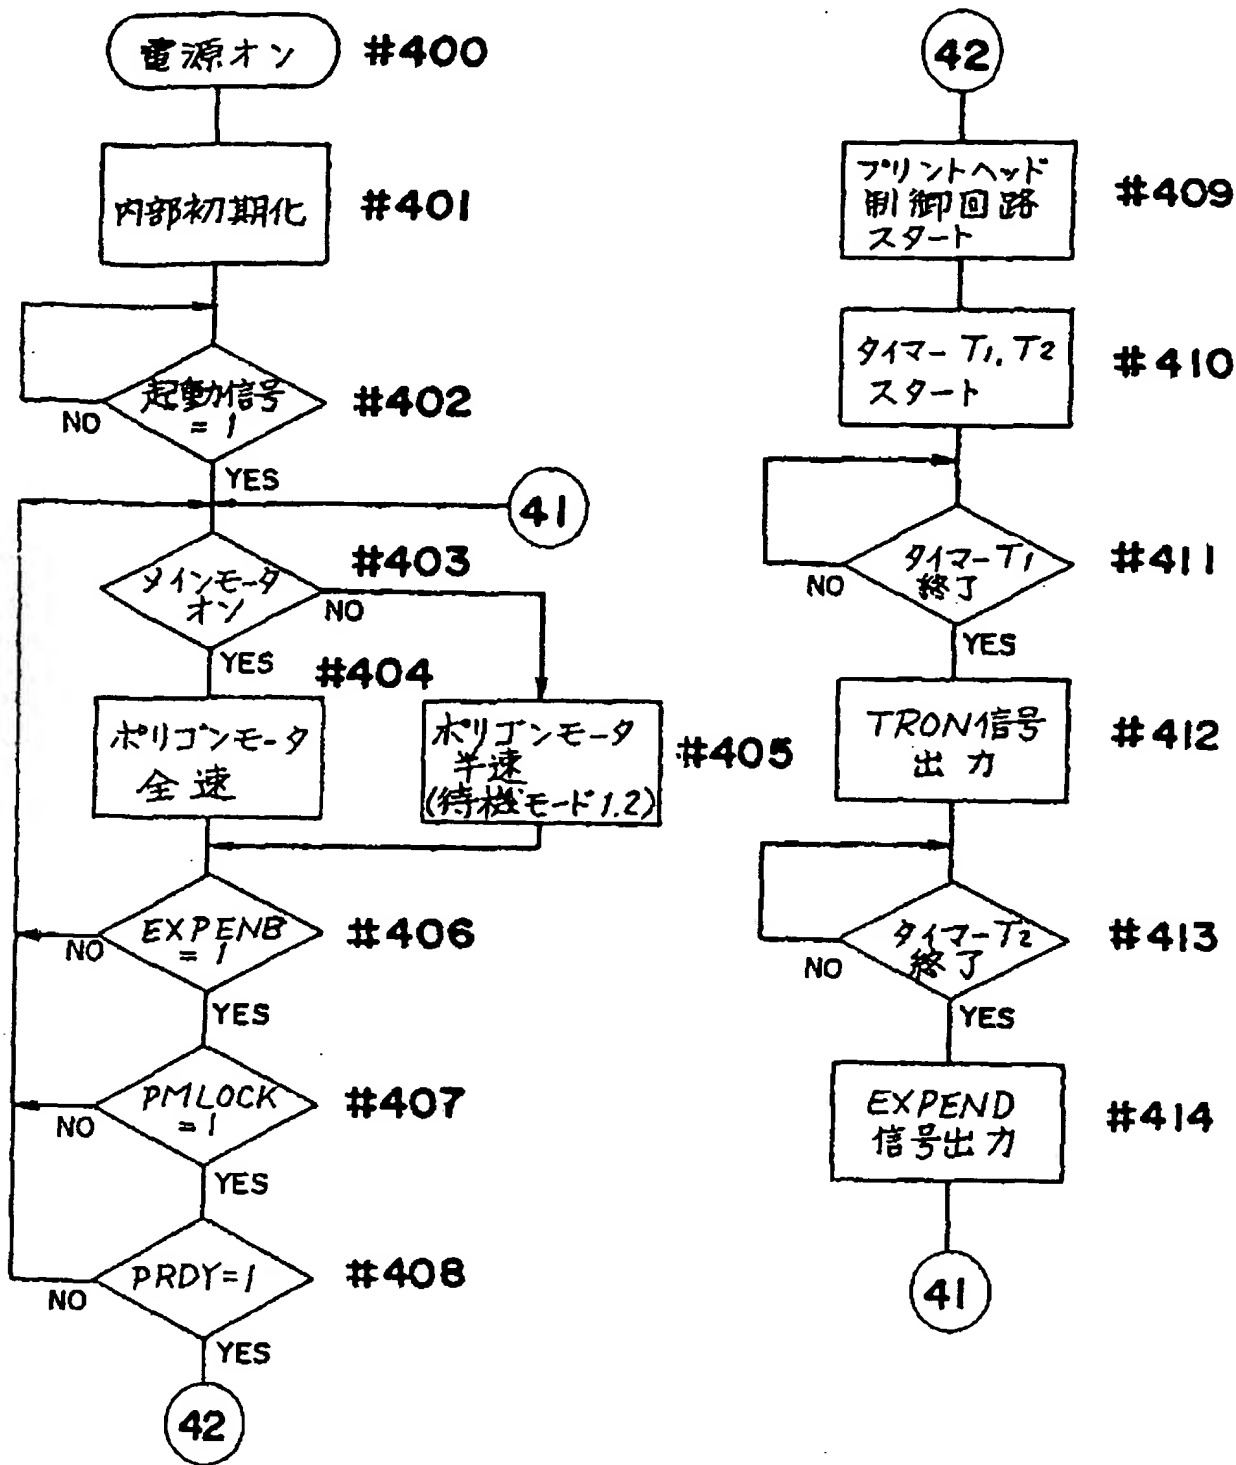 電源オン #400
内部初期化 #401
起動信号
= 1
#402
NO
YES
41
メインモータ
オン
#403
NO
YES
#404
ポリゴンモータ
全速
ポリゴンモータ
半速
(待機モード1.2)
#405
EXPENB
= 1
#406
NO
YES
PMLOCK
= 1
#407
NO
YES
PRDY=1
#408
NO
YES
42
42
プリントヘッド
制御回路
スタート
#409
タイマー T1, T2
スタート
#410
タイマーT1
終了
#411
NO
YES
TRON信号
出力
#412
タイマーT2
終了
#413
NO
YES
EXPEND
信号出力
#414
41